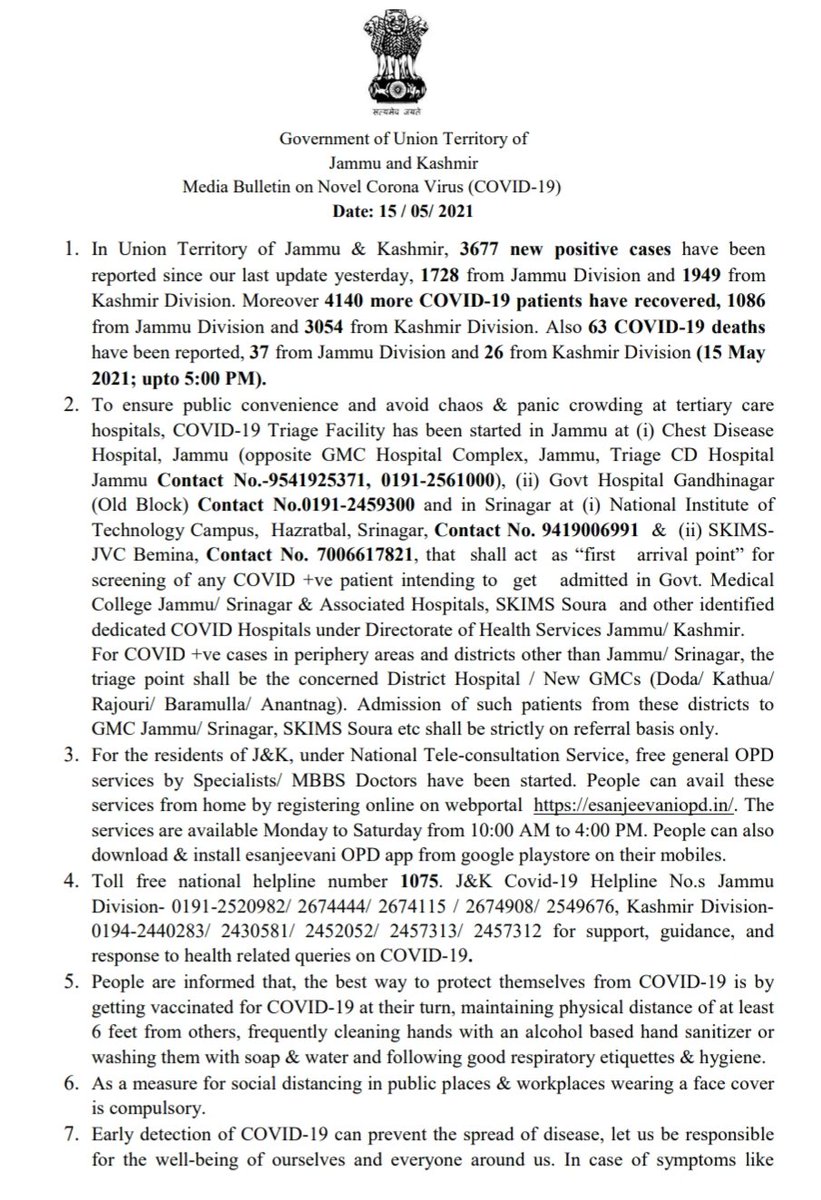 सत्यमेव जयते
Government of Union Territory of
Jammu and Kashmir
Media Bulletin on Novel Corona Virus (COVID-19)
Date: 15 / 05/ 2021
1. In Union Territory of Jammu & Kashmir, 3677 new positive cases have been
reported since our last update yesterday, 1728 from Jammu Division and 1949 from
Kashmir Division. Moreover 4140 more COVID-19 patients have recovered, 1086
from Jammu Division and 3054 from Kashmir Division. Also 63 COVID-19 deaths
have been reported, 37 from Jammu Division and 26 from Kashmir Division (15 May
2021; upto 5:00 PM).
2. To ensure public convenience and avoid chaos & panic crowding at tertiary care
hospitals, COVID-19 Triage Facility has been started in Jammu at (i) Chest Disease
Hospital, Jammu (opposite GMC Hospital Complex, Jammu, Triage CD Hospital
Jammu Contact No.-9541925371, 0191-2561000), (ii) Govt Hospital Gandhinagar
(Old Block) Contact No.0191-2459300 and in Srinagar at (i) National Institute of
Technology Campus, Hazratbal, Srinagar, Contact No. 9419006991 & (ii) SKIMS-
JVC Bemina, Contact No. 7006617821, that shall act as “first arrival point” for
screening of any COVID +ve patient intending to get admitted in Govt. Medical
College Jammu/ Srinagar & Associated Hospitals, SKIMS Soura and other identified
dedicated COVID Hospitals under Directorate of Health Services Jammu/ Kashmir.
For COVID +ve cases in periphery areas and districts other than Jammu/ Srinagar, the
triage point shall be the concerned District Hospital / New GMCs (Doda/ Kathua/
Rajouri/ Baramulla/ Anantnag). Admission of such patients from these districts to
GMC Jammu/ Srinagar, SKIMS Soura etc shall be strictly on referral basis only.
3. For the residents of J&K, under National Tele-consultation Service, free general OPD
services by Specialists/ MBBS Doctors have been started. People can avail these
services from home by registering online on webportal https://esanjeevaniopd.in/. The
services are available Monday to Saturday from 10:00 AM to 4:00 PM. People can also
download & install esanjeevani OPD app from google playstore on their mobiles.
4. Toll free national helpline number 1075. J&K Covid-19 Helpline No.s Jammu
Division- 0191-2520982/ 2674444/ 2674115 / 2674908/ 2549676, Kashmir Division-
0194-2440283/ 2430581/ 2452052/ 2457313/ 2457312 for support, guidance, and
response to health related queries on COVID-19.
5. People are informed that, the best way to protect themselves from COVID-19 is by
getting vaccinated for COVID-19 at their turn, maintaining physical distance of at least
6 feet from others, frequently cleaning hands with an alcohol based hand sanitizer or
washing them with soap & water and following good respiratory etiquettes & hygiene.
6. As a measure for social distancing in public places & workplaces wearing a face cover
is compulsory.
7. Early detection of COVID-19 can prevent the spread of disease, let us be responsible
for the well-being of ourselves and everyone around us. In case of symptoms like